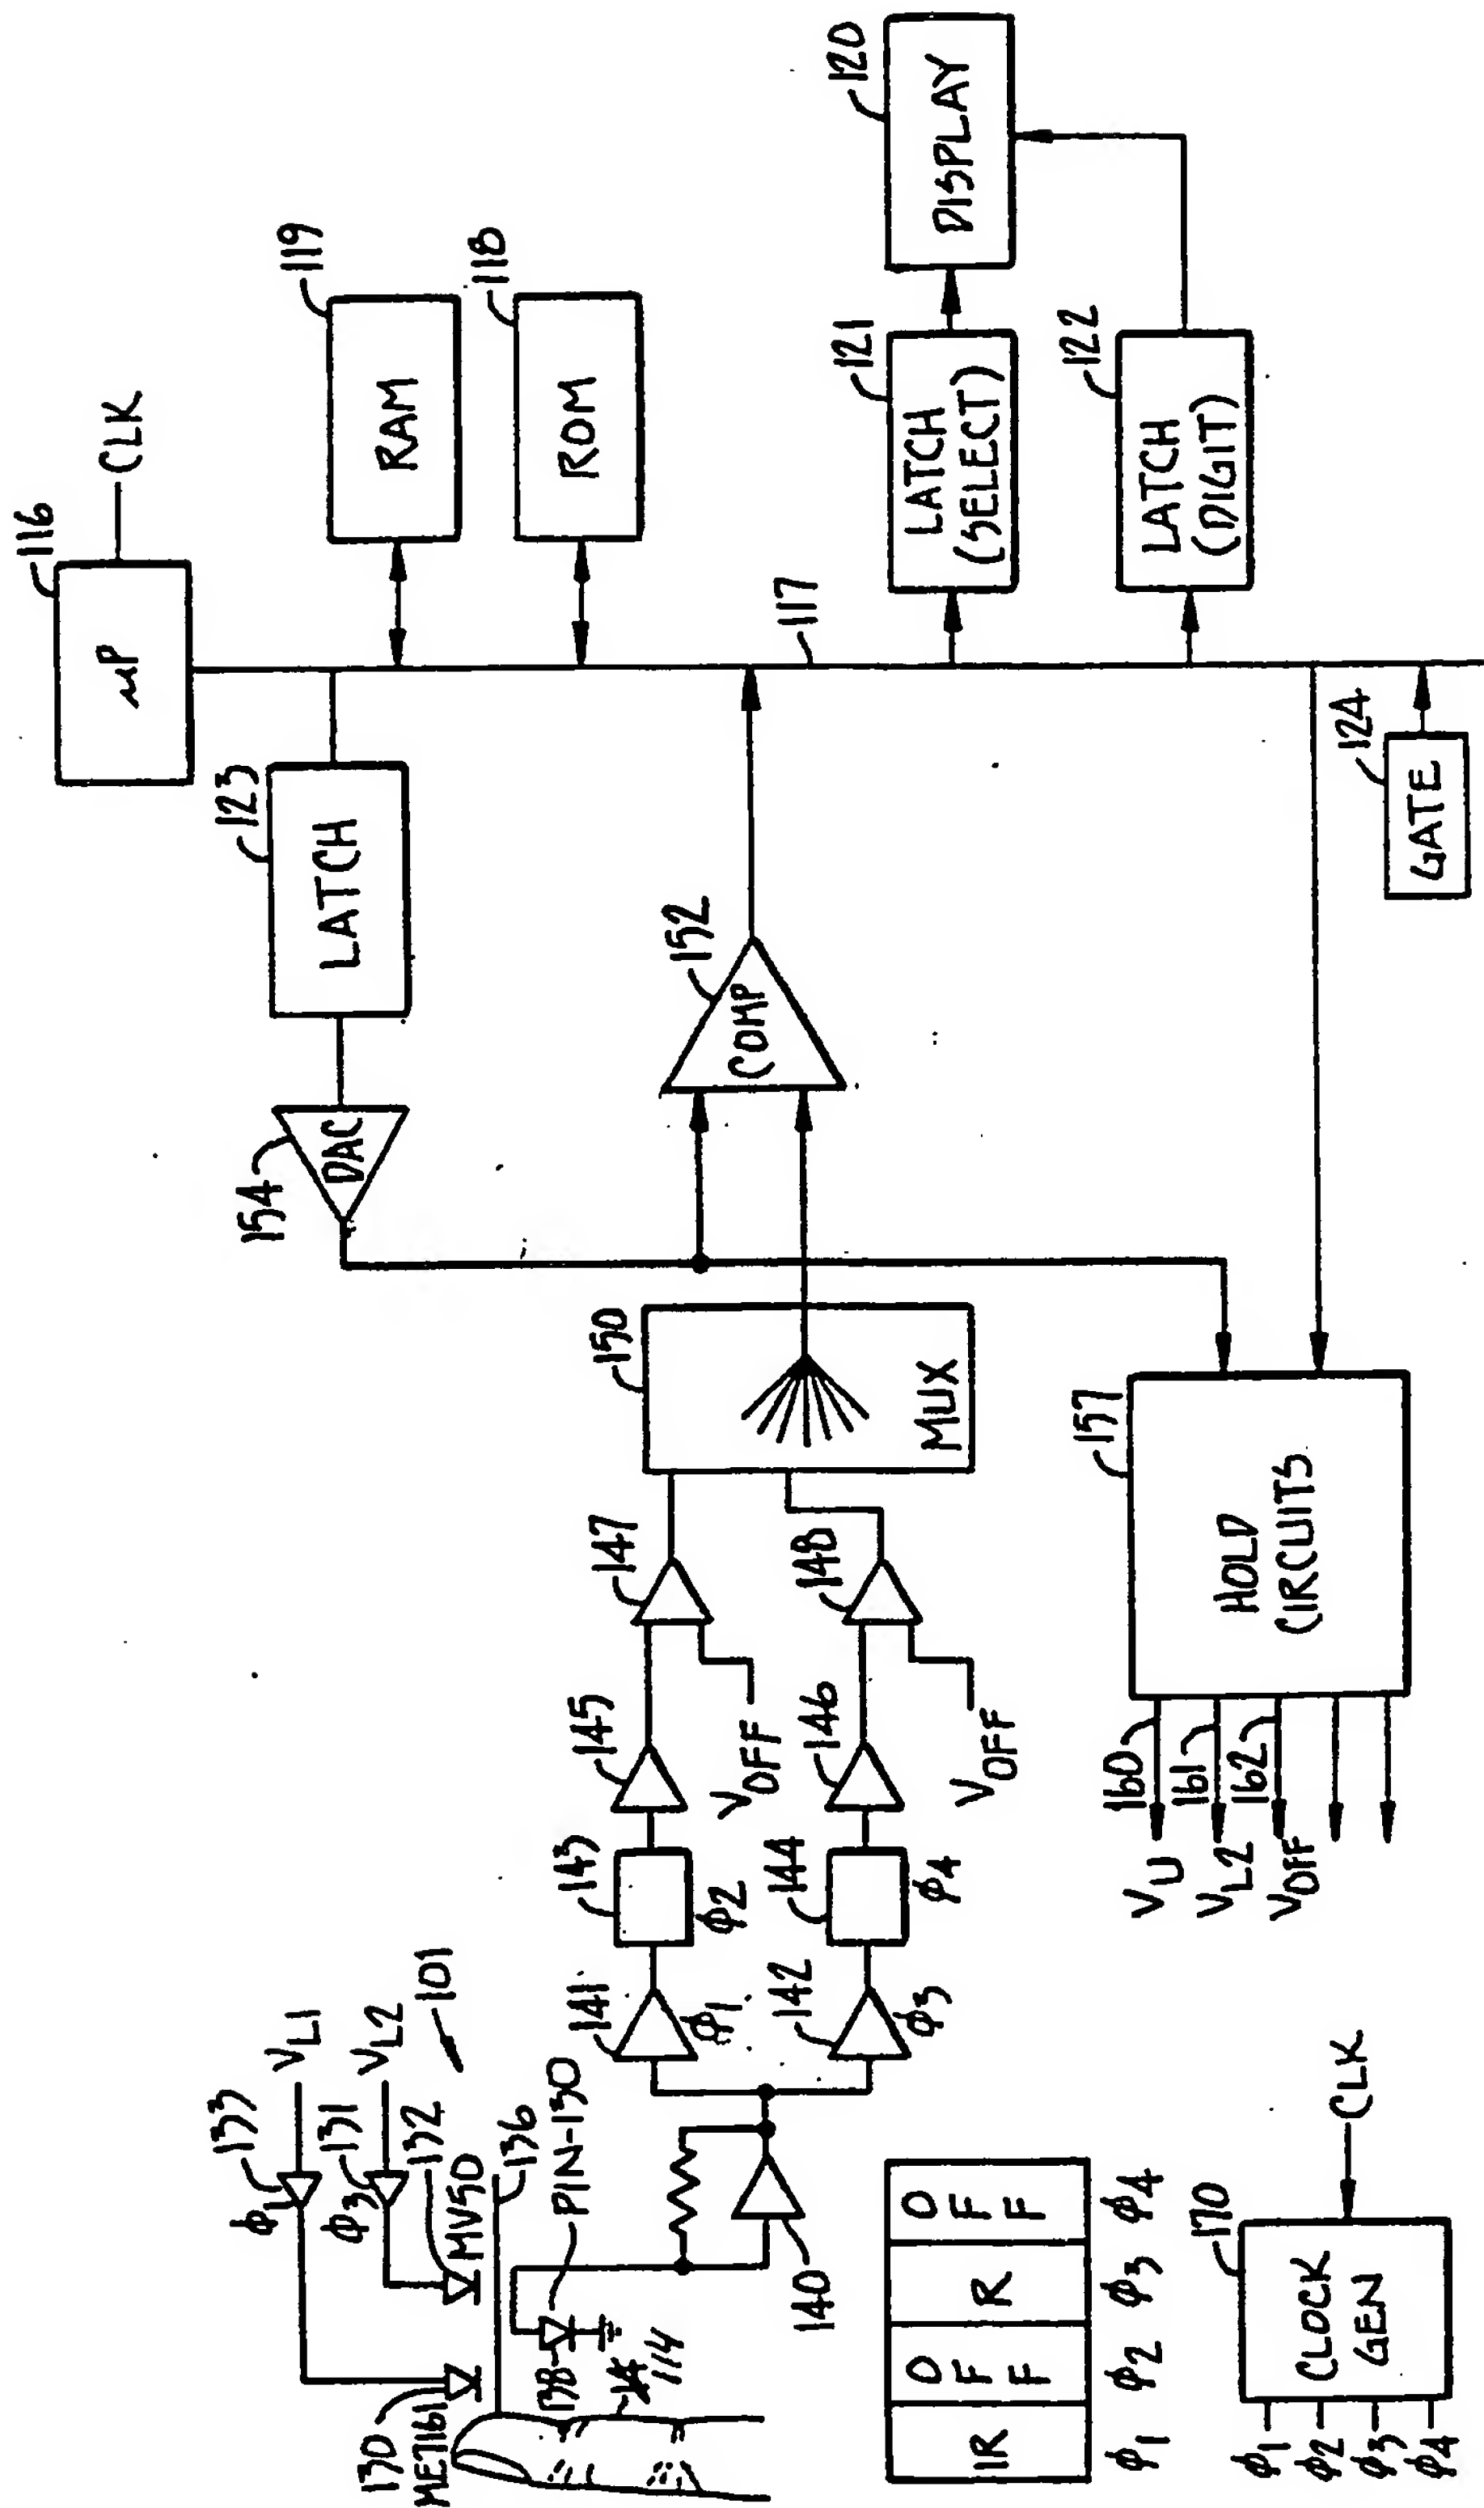 133
VL1
φ1
131
VL2
φ3
132
101
130
ME7161
MV50
136
PIN-130
138
114
140
141
φ1
142
φ3
143
φ2
144
φ4
145
146
VOFF
VOFF
147
148
150
MUX
154
DAC
123
LATCH
116
μP
CLK
119
RAM
118
ROM
152
COMP
117
121
LATCH
(SELECT)
122
LATCH
(DIGIT)
120
DISPLAY
124
GATE
157
HOLD
CIRCUITS
160
161
162
VL2
VOFF
IR
OFF
R
OFF
φ1
φ2
φ3
φ4
170
CLOCK
GEN
CLK
φ1
φ2
φ3
φ4